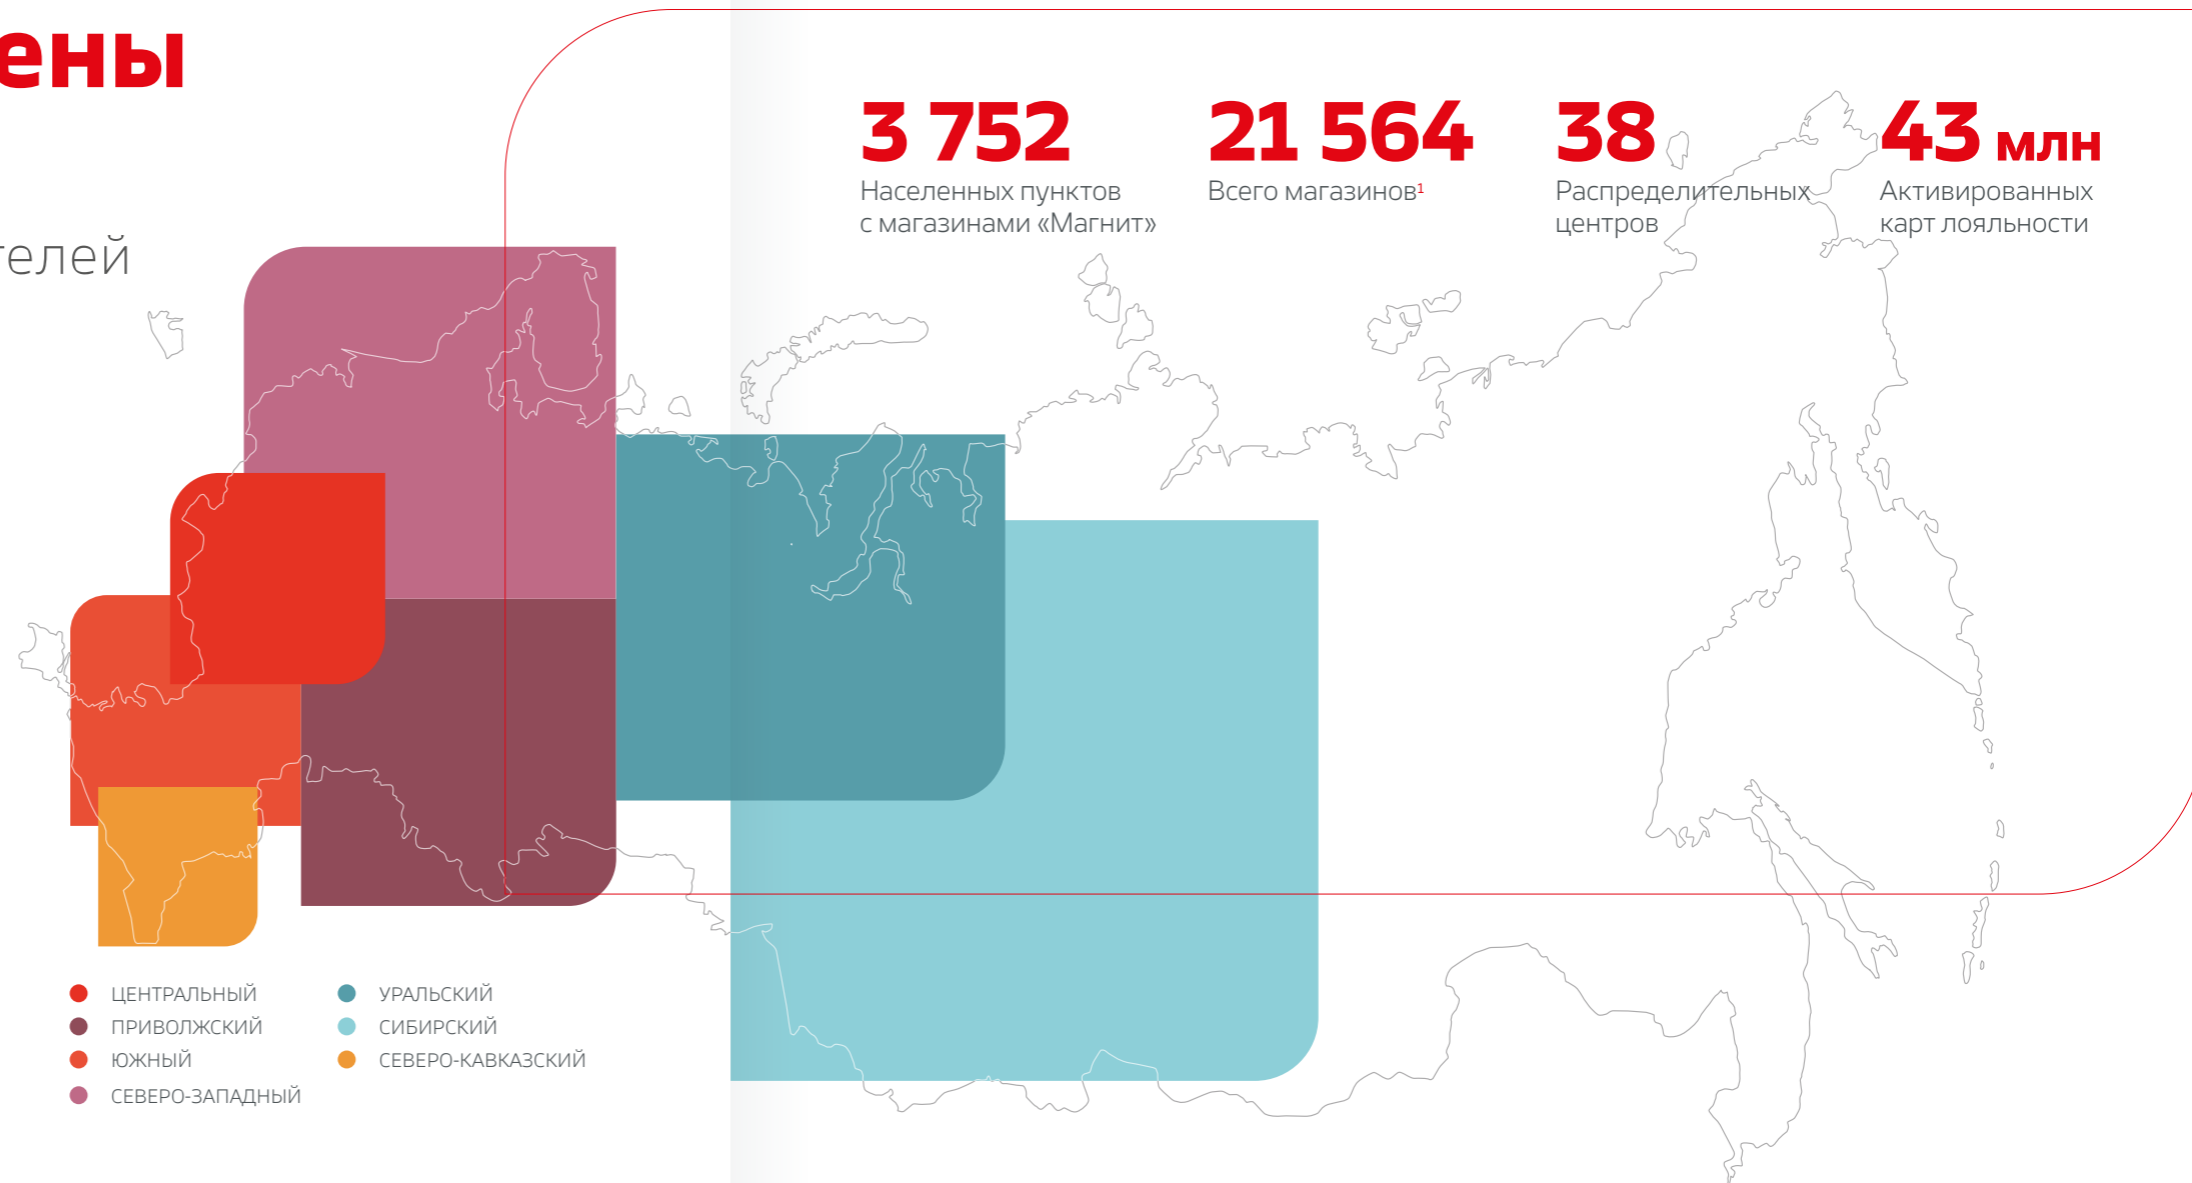 ены
телей
3 752
Населенных пунктов
с магазинами «Магнит»
21 564
Всего магазинов¹
38
Распределительных
центров
43 млн
Активированных
карт лояльности
ЦЕНТРАЛЬНЫЙ
ПРИВОЛЖСКИЙ
ЮЖНЫЙ
СЕВЕРО-ЗАПАДНЫЙ
УРАЛЬСКИЙ
СИБИРСКИЙ
СЕВЕРО-КАВКАЗСКИЙ